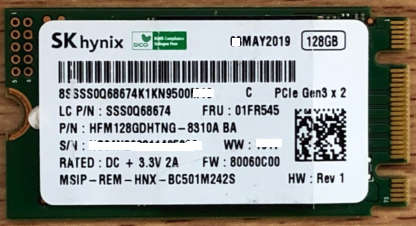 SK hynix
RoHS Compliance
Halogen Free
MAY2019
128GB
8SSSS0Q68674K1KN9500
C
PCIe Gen3 x 2
LC P/N : SSS0Q68674
FRU : 01FR545
P/N : HFM128GDHTNG-8310A BA
S/N :
WW :
RATED : DC + 3.3V 2A
FW : 80060C00
MSIP-REM-HNX-BC501M242S
HW : Rev 1